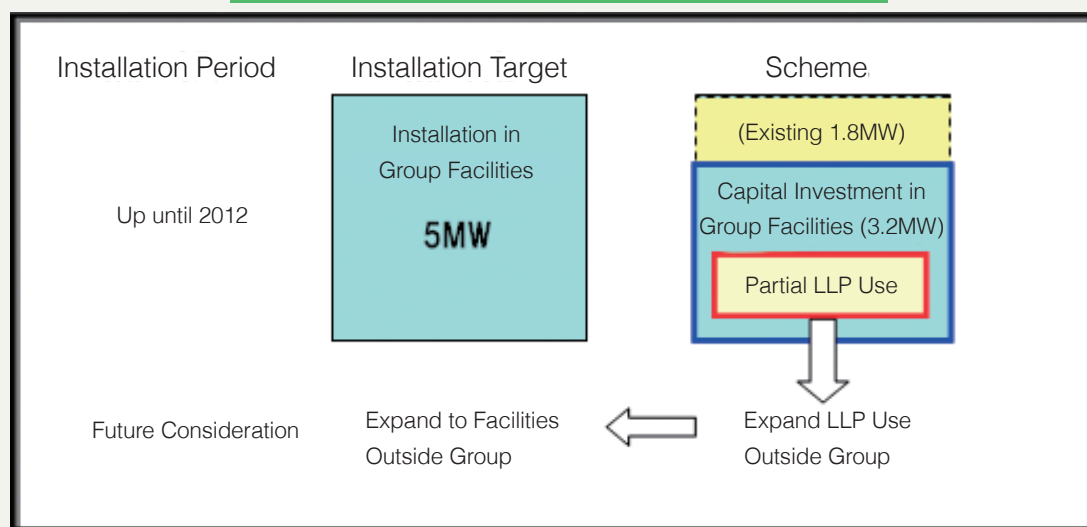 Installation Period
Installation Target
Scheme
Installation in
Group Facilities
5MW
(Existing 1.8MW)
Capital Investment in
Group Facilities (3.2MW)
Partial LLP Use
Up until 2012
Future Consideration
Expand to Facilities
Outside Group
Expand LLP Use
Outside Group